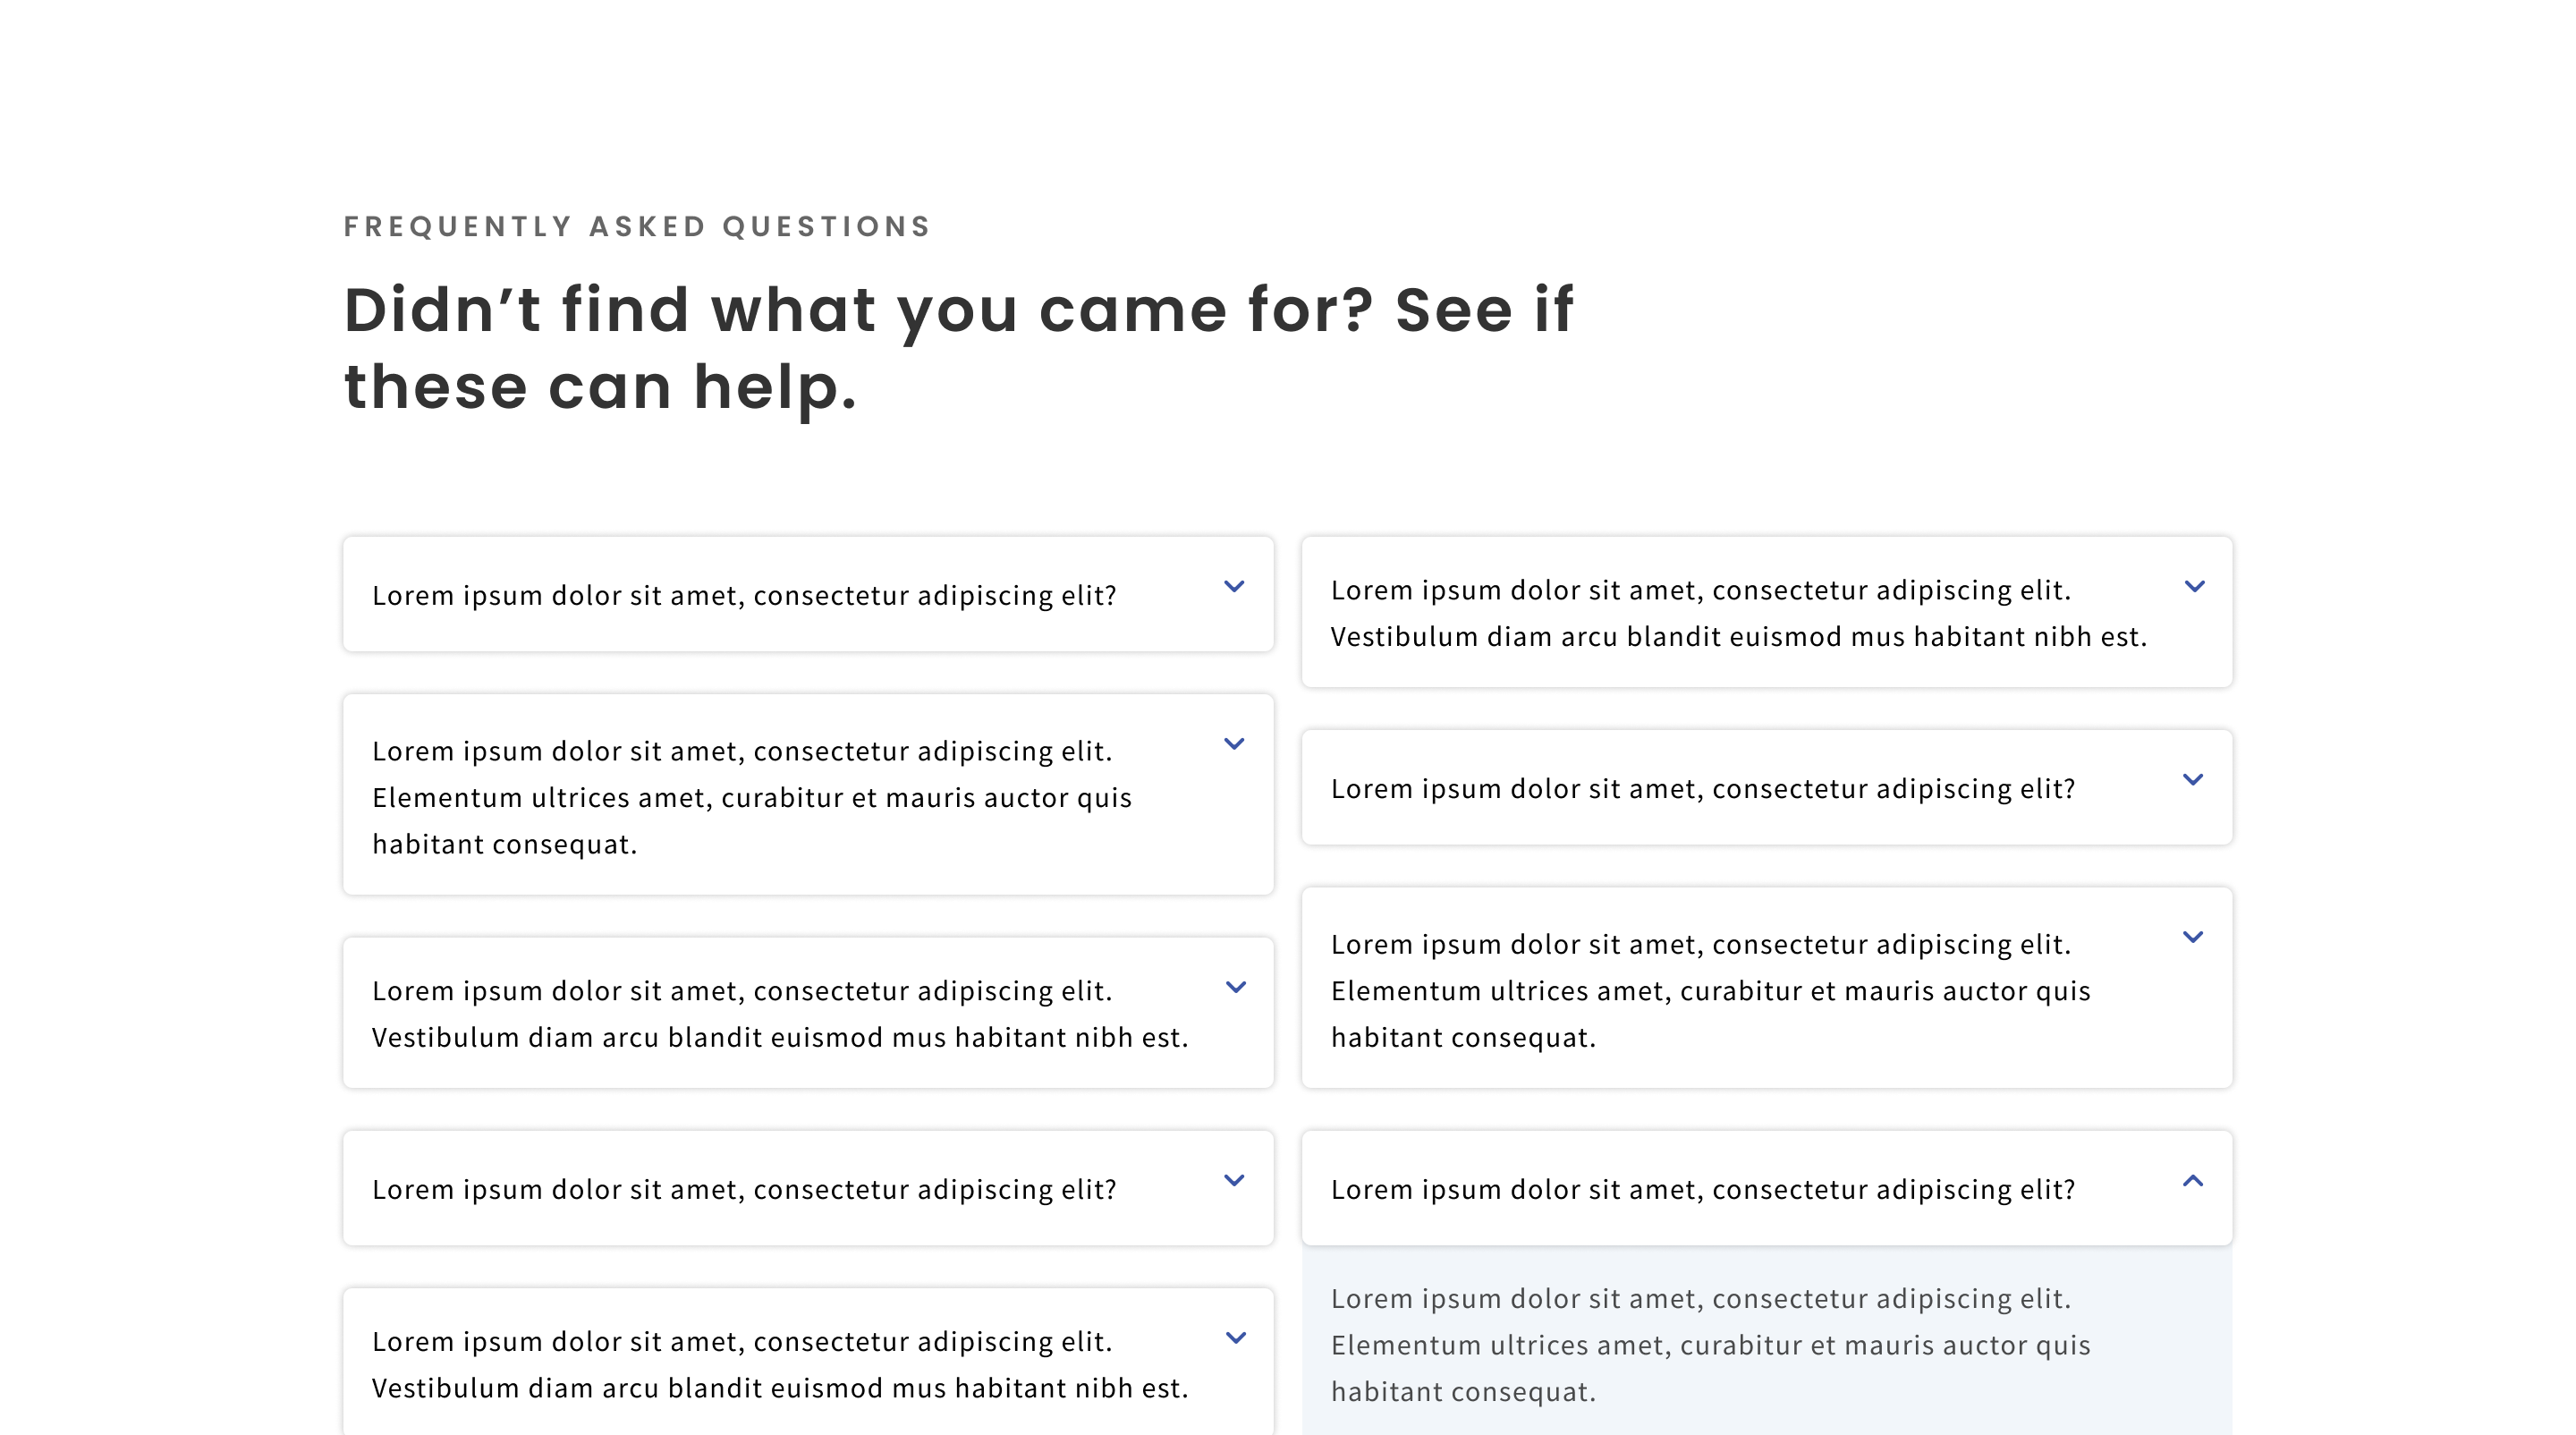 FREQUENTLY ASKED QUESTIONS
Didn’t find what you came for? See if
these can help.
Lorem ipsum dolor sit amet, consectetur adipiscing elit?
Lorem ipsum dolor sit amet, consectetur adipiscing elit.
Elementum ultrices amet, curabitur et mauris auctor quis
habitant consequat.
Lorem ipsum dolor sit amet, consectetur adipiscing elit.
Vestibulum diam arcu blandit euismod mus habitant nibh est.
Lorem ipsum dolor sit amet, consectetur adipiscing elit?
Lorem ipsum dolor sit amet, consectetur adipiscing elit.
Vestibulum diam arcu blandit euismod mus habitant nibh est.
Lorem ipsum dolor sit amet, consectetur adipiscing elit.
Vestibulum diam arcu blandit euismod mus habitant nibh est.
Lorem ipsum dolor sit amet, consectetur adipiscing elit?
Lorem ipsum dolor sit amet, consectetur adipiscing elit.
Elementum ultrices amet, curabitur et mauris auctor quis
habitant consequat.
Lorem ipsum dolor sit amet, consectetur adipiscing elit?
Lorem ipsum dolor sit amet, consectetur adipiscing elit.
Elementum ultrices amet, curabitur et mauris auctor quis
habitant consequat.